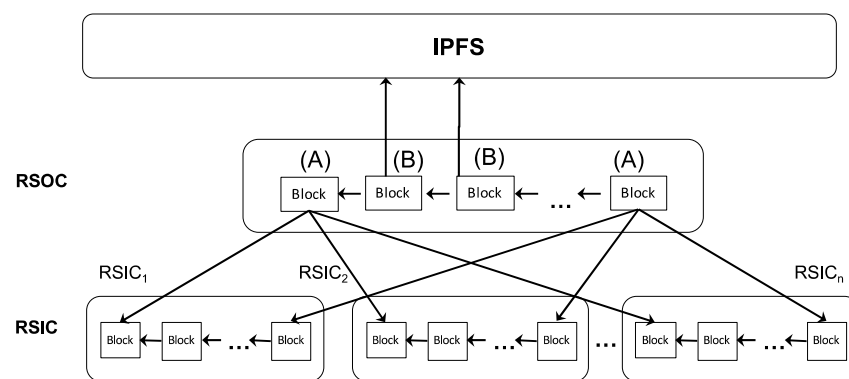 IPFS
(A) (B) (B) (A)
RSOC
Block Block Block ... Block
RSIC1 RSIC2 RSICn
RSIC
Block Block ... Block Block Block ... Block ... Block Block ... Block